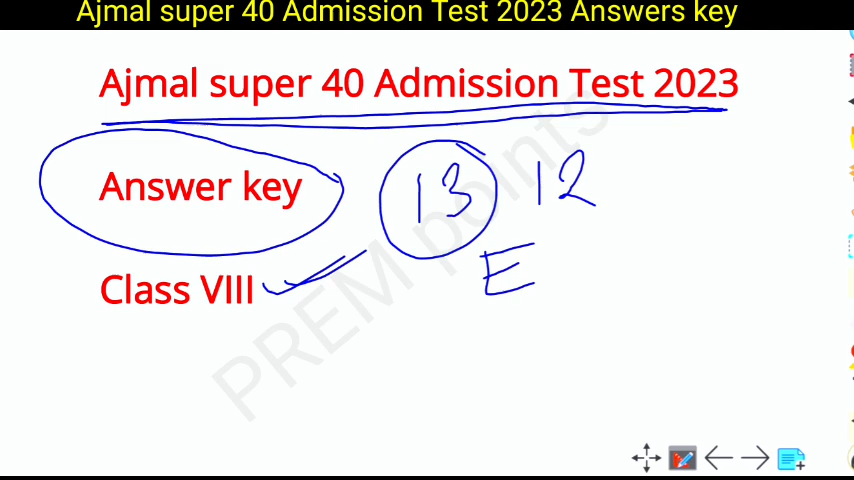 Ajmal super 40 Admission Test 2023 Answers key
Ajmal super 40 Admission Test 2023
Answer key 13 12
Class VIII E
PREM points